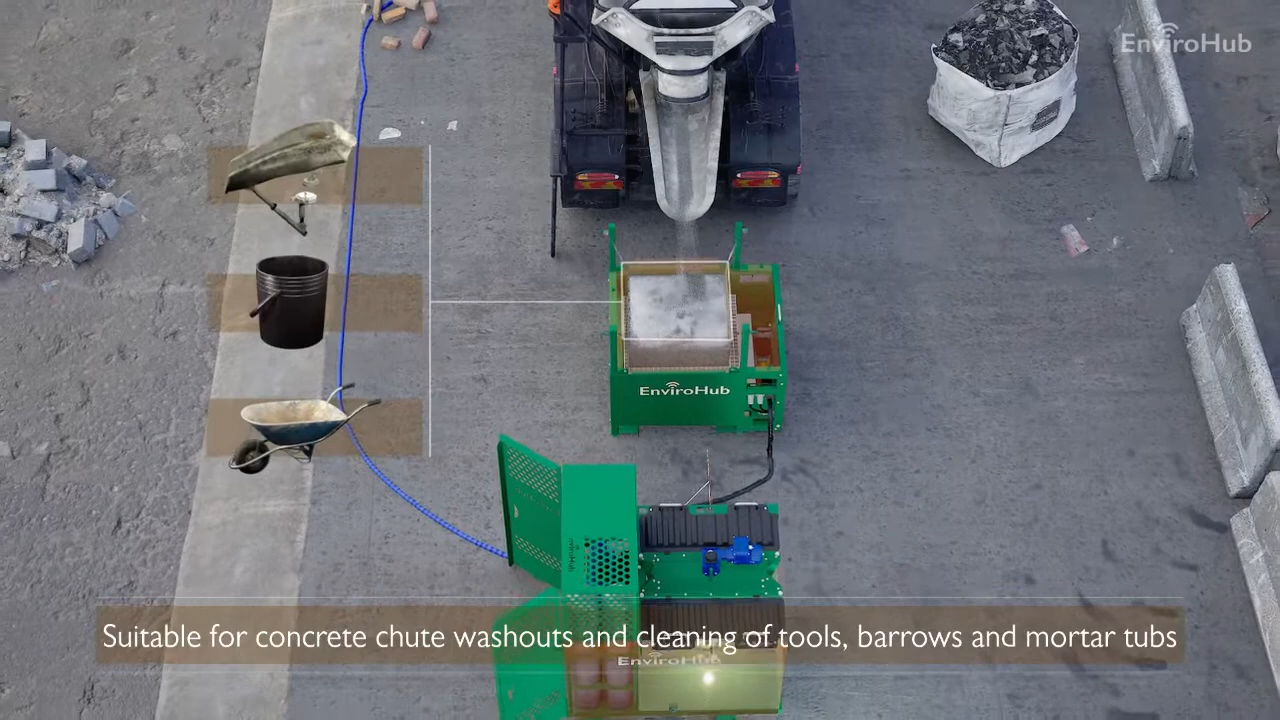 EnviroHub
EnviroHub
Suitable for concrete chute washouts and cleaning of tools, barrows and mortar tubs
EnviroHub